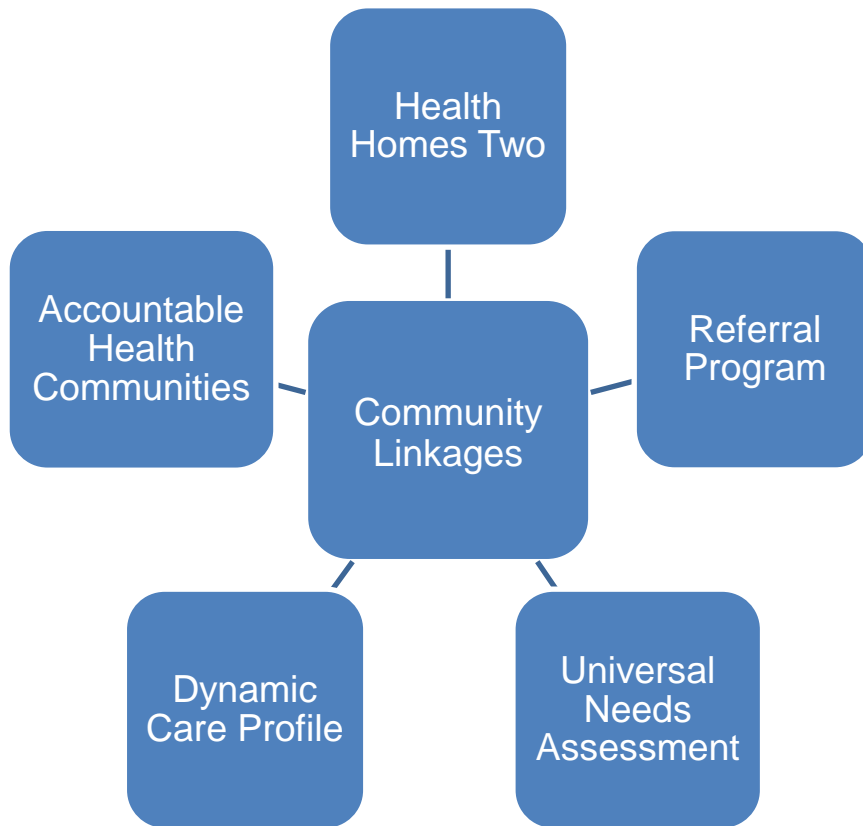 Health
Homes Two
Accountable
Health
Communities
Referral
Program
Community
Linkages
Dynamic
Care Profile
Universal
Needs
Assessment